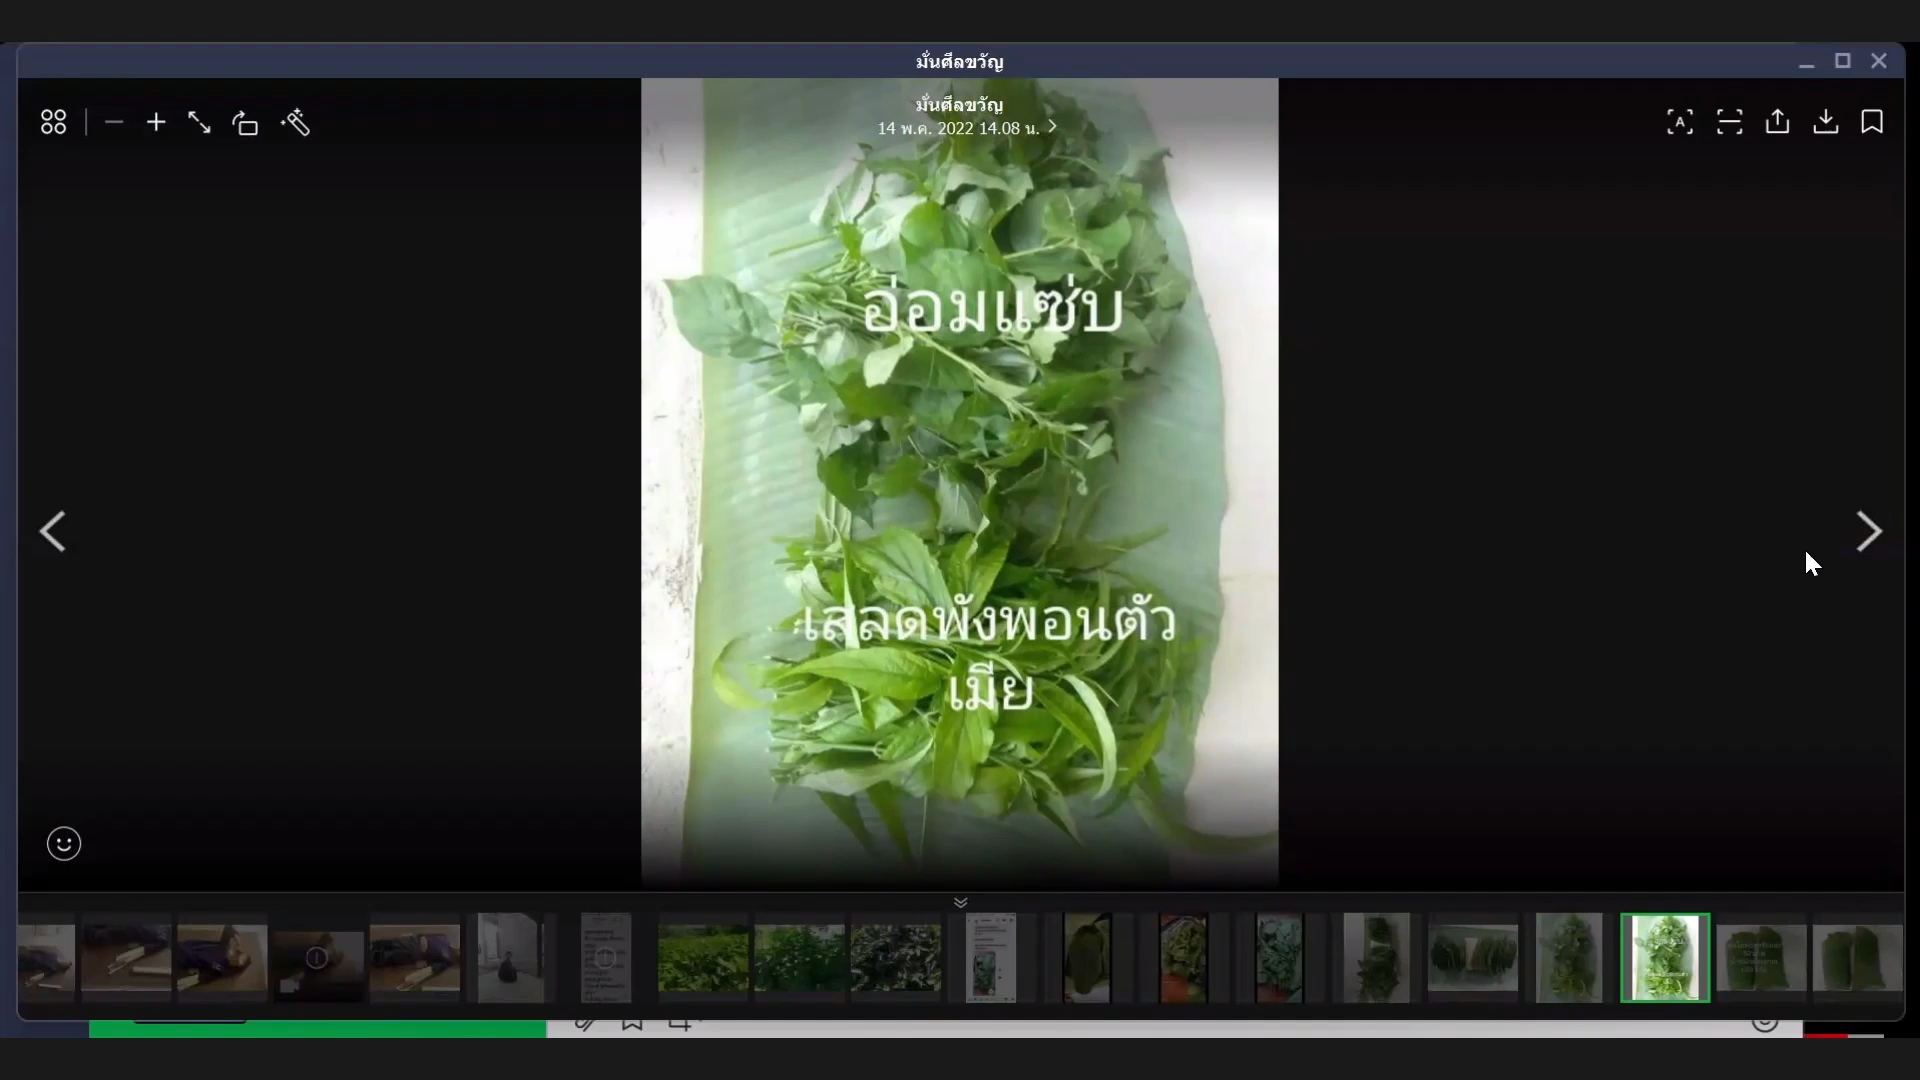 มั่นศีลขวัญ
มั่นศีลขวัญ
14 พ.ค. 2022 14.08 น.
A
อ่อมแซ่บ
เสลดพังพอนตัว
เมีย